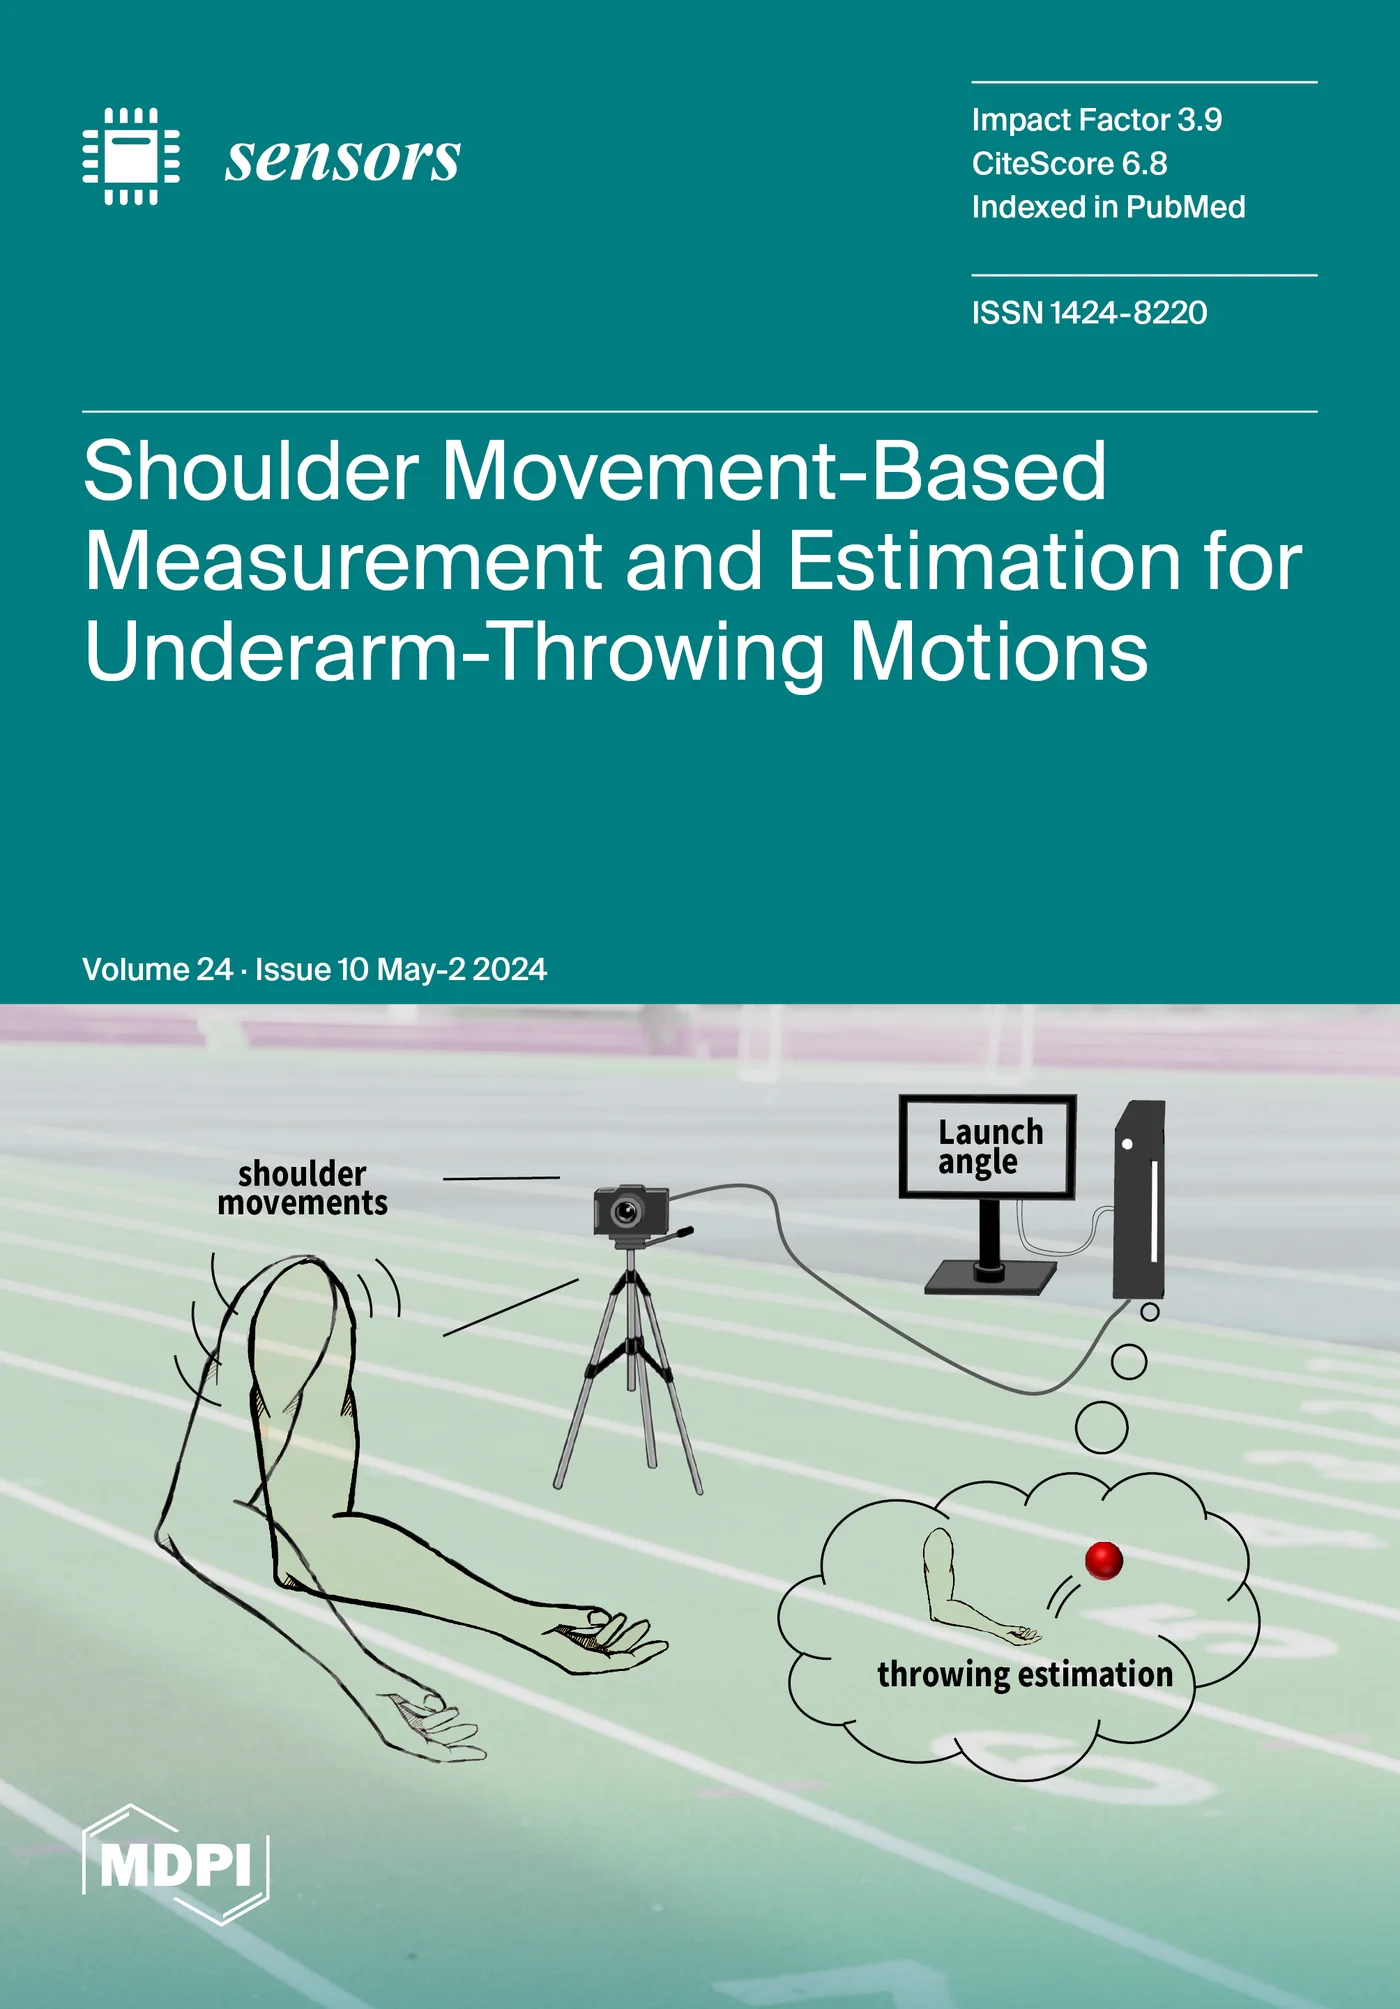 sensors
Impact Factor 3.9
CiteScore 6.8
Indexed in PubMed
ISSN 1424-8220
Shoulder Movement-Based
Measurement and Estimation for
Underarm-Throwing Motions
Volume 24 · Issue 10 May-2 2024
shoulder
movements
Launch
angle
throwing estimation
MDPI